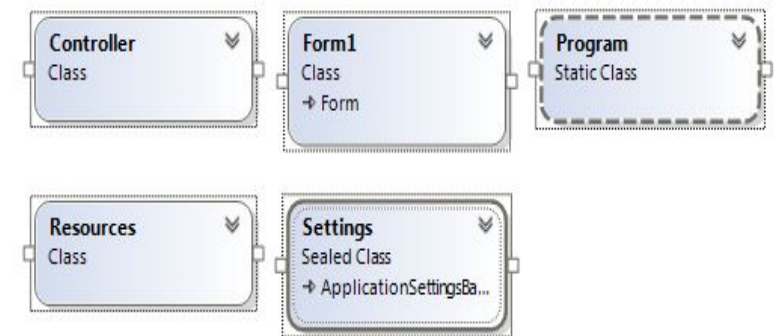 Controller
Class
Form1
Class
→ Form
Program
Static Class
Resources
Class
Settings
Sealed Class
→ ApplicationSettingsBa...